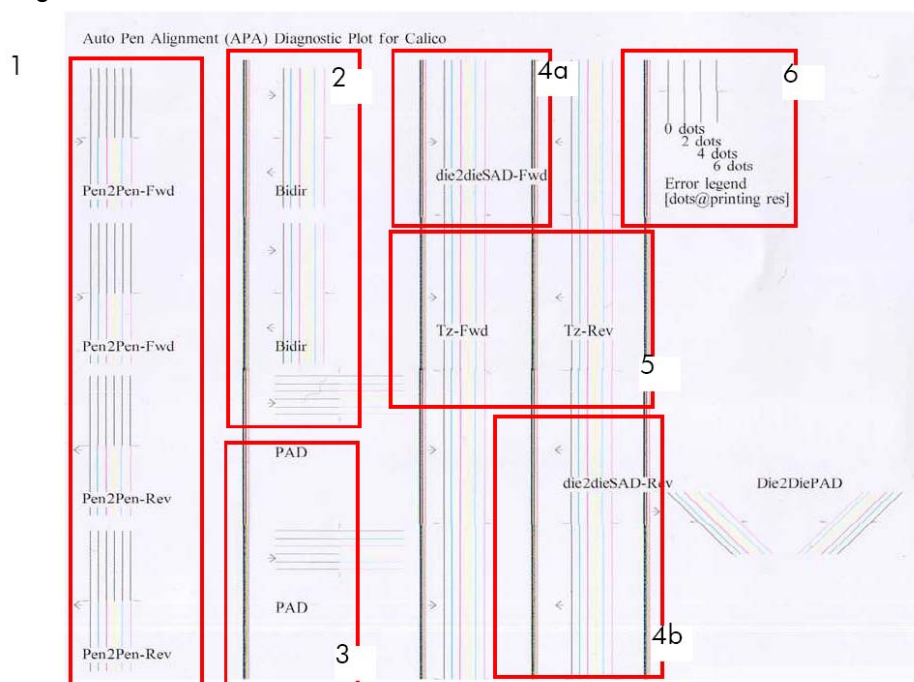 Auto Pen Alignment (APA) Diagnostic Plot for Calico
1
2
4a
6
0 dots
2 dots
4 dots
6 dots
Error legend
[dots@printing res]
Pen2Pen-Fwd
Bidir
die2dieSAD-Fwd
Pen2Pen-Fwd
Bidir
Tz-Fwd
Tz-Rev
5
PAD
Pen2Pen-Rev
die2dieSAD-Rev
Die2DiePAD
PAD
Pen2Pen-Rev
3
4b